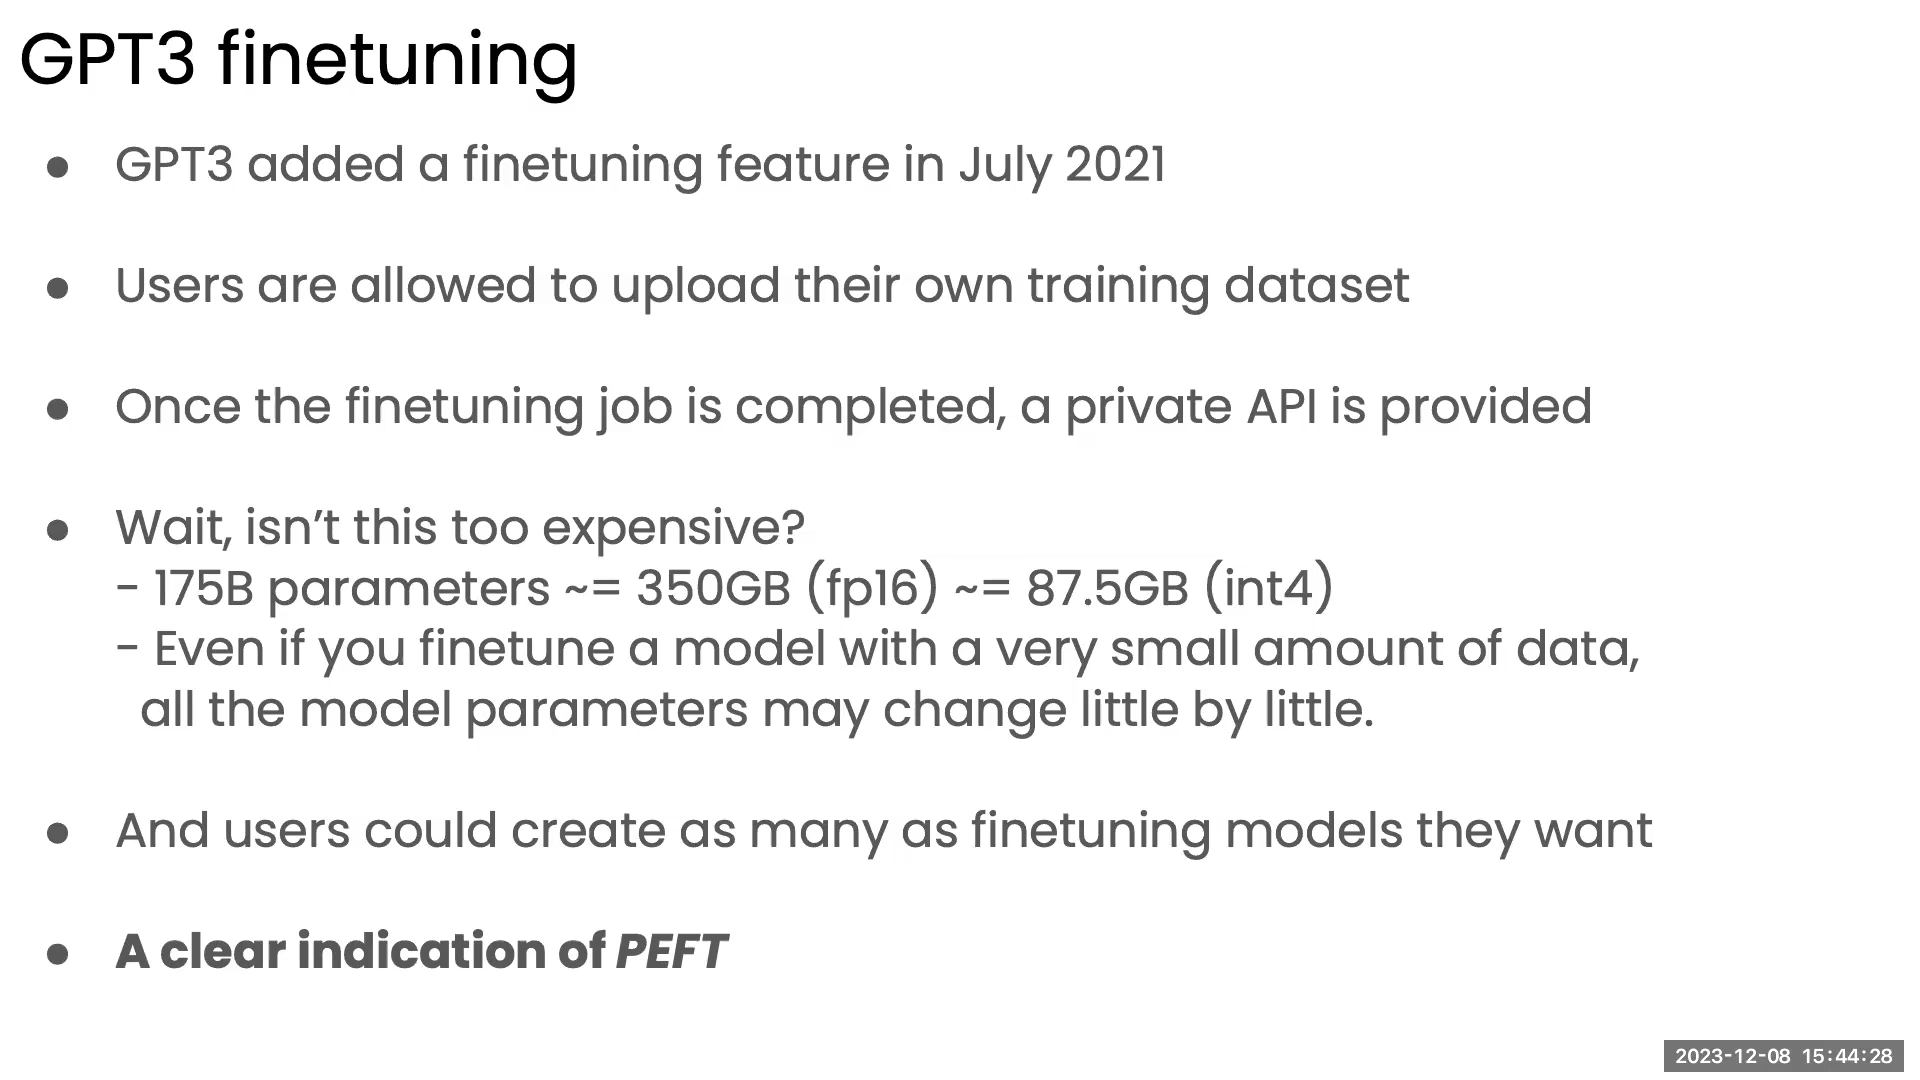 GPT3 finetuning
● GPT3 added a finetuning feature in July 2021
● Users are allowed to upload their own training dataset
● Once the finetuning job is completed, a private API is provided
● Wait, isn’t this too expensive?
- 175B parameters ~= 350GB (fp16) ~= 87.5GB (int4)
- Even if you finetune a model with a very small amount of data,
all the model parameters may change little by little.
● And users could create as many as finetuning models they want
● A clear indication of PEFT
2023-12-08 15:44:28